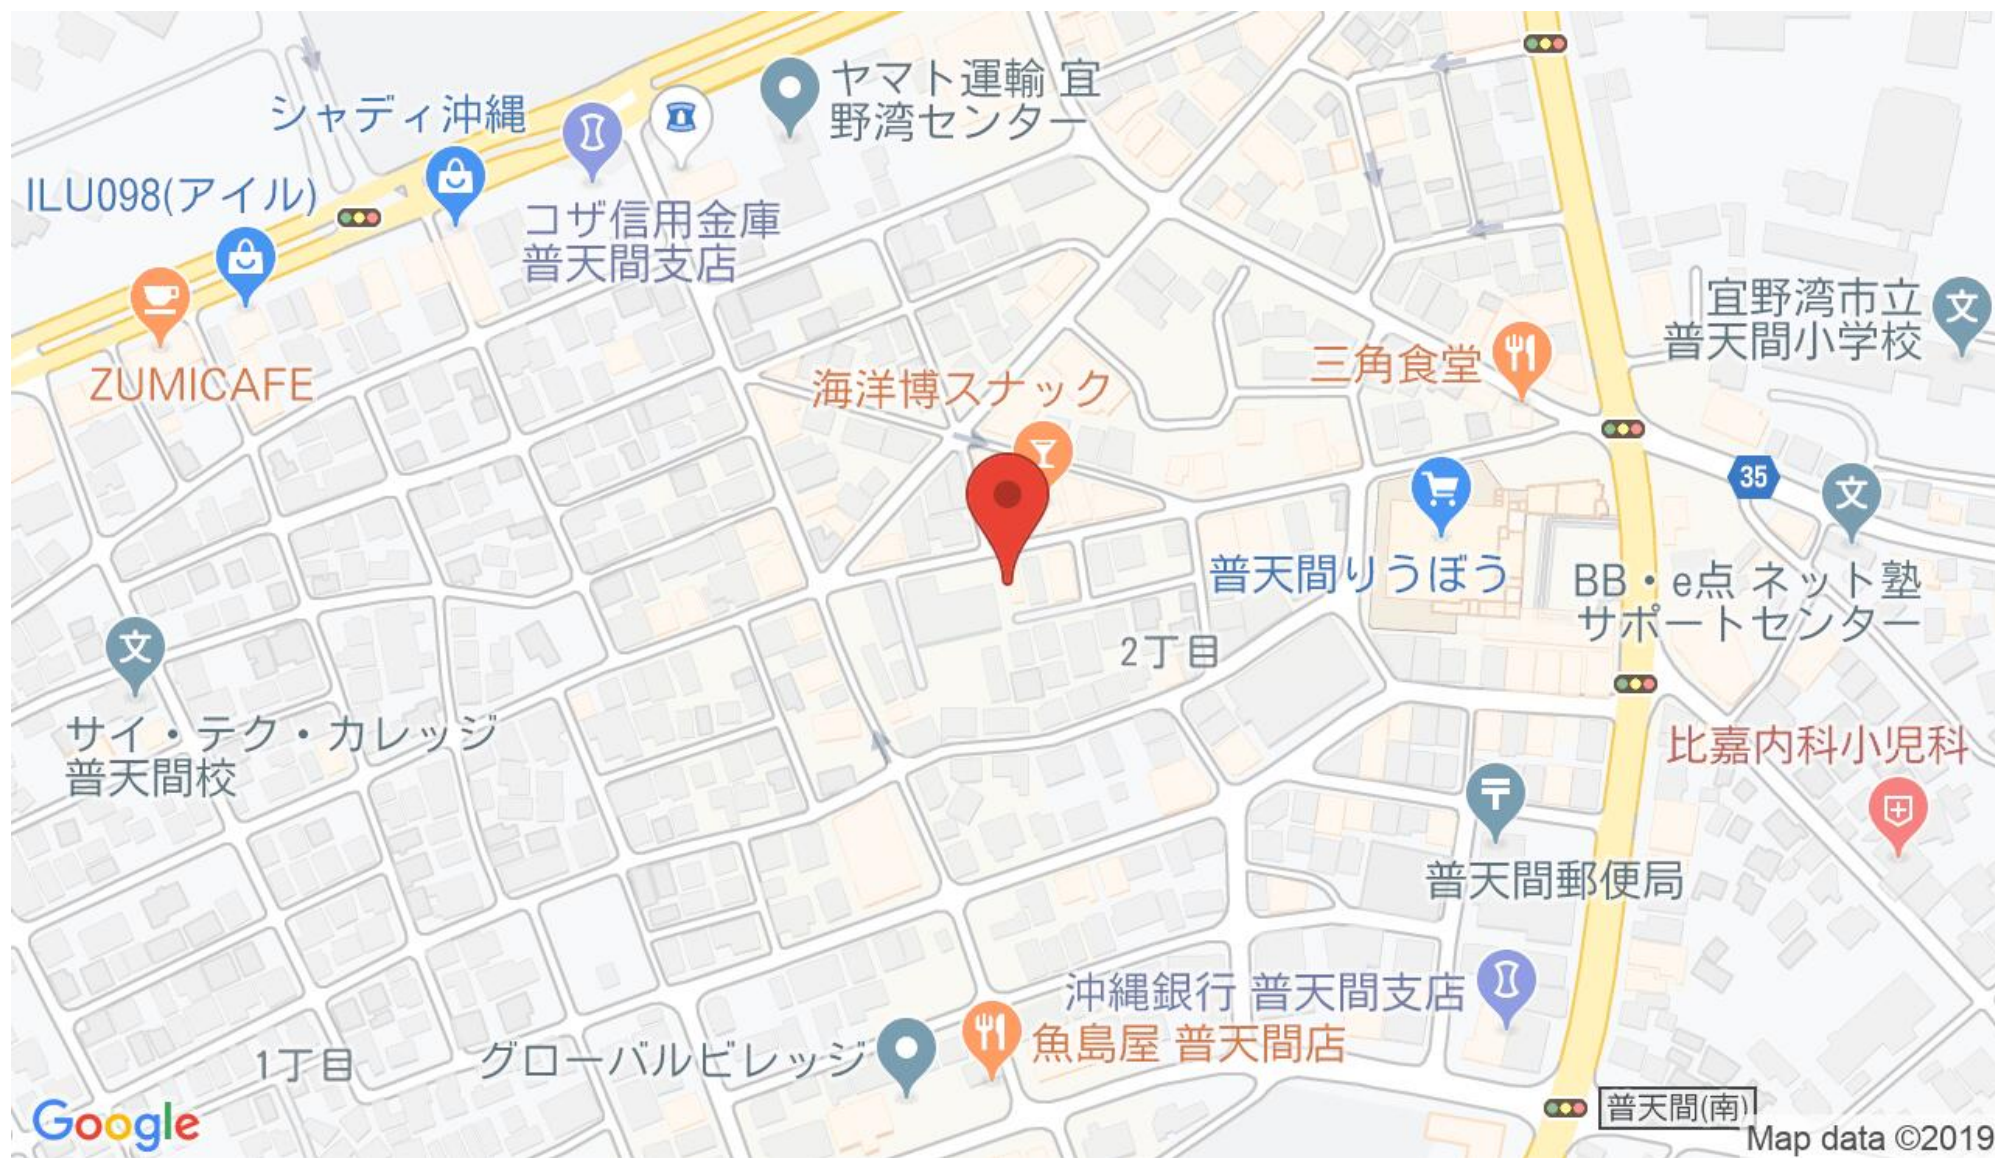 ヤマト運輸 宜
野湾センター
シャディ沖縄
ILU098(アイル)
コザ信用金庫
普天間支店
宜野湾市立
普天間小学校
ZUMICAFE
海洋博スナック
三角食堂
35
普天間りうぼう
BB・e点 ネット塾
サポートセンター
2丁目
サイ・テク・カレッジ
普天間校
比嘉内科小児科
普天間郵便局
沖縄銀行 普天間支店
魚島屋 普天間店
グローバルビレッジ
1丁目
普天間(南)
Google
Map data ©2019
文
文
文
〒